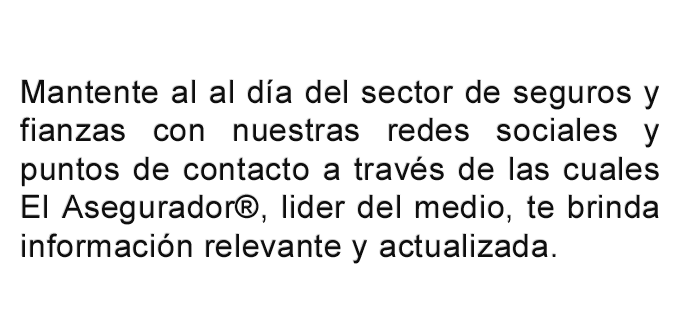 Mantente al al día del sector de seguros y
fianzas con nuestras redes sociales y
puntos de contacto a través de las cuales
El Asegurador®, lider del medio, te brinda
información relevante y actualizada.